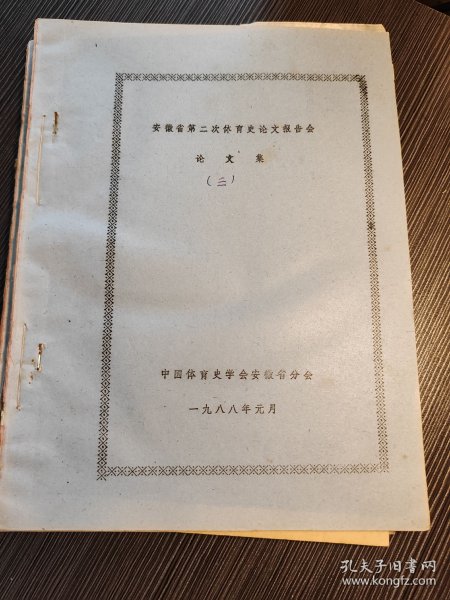 安徽省第二次体育史论文报告会
论文集
(三)
中国体育史学会安徽省分会
一九八八年元月
孔夫子旧书网
www.kongfz.com